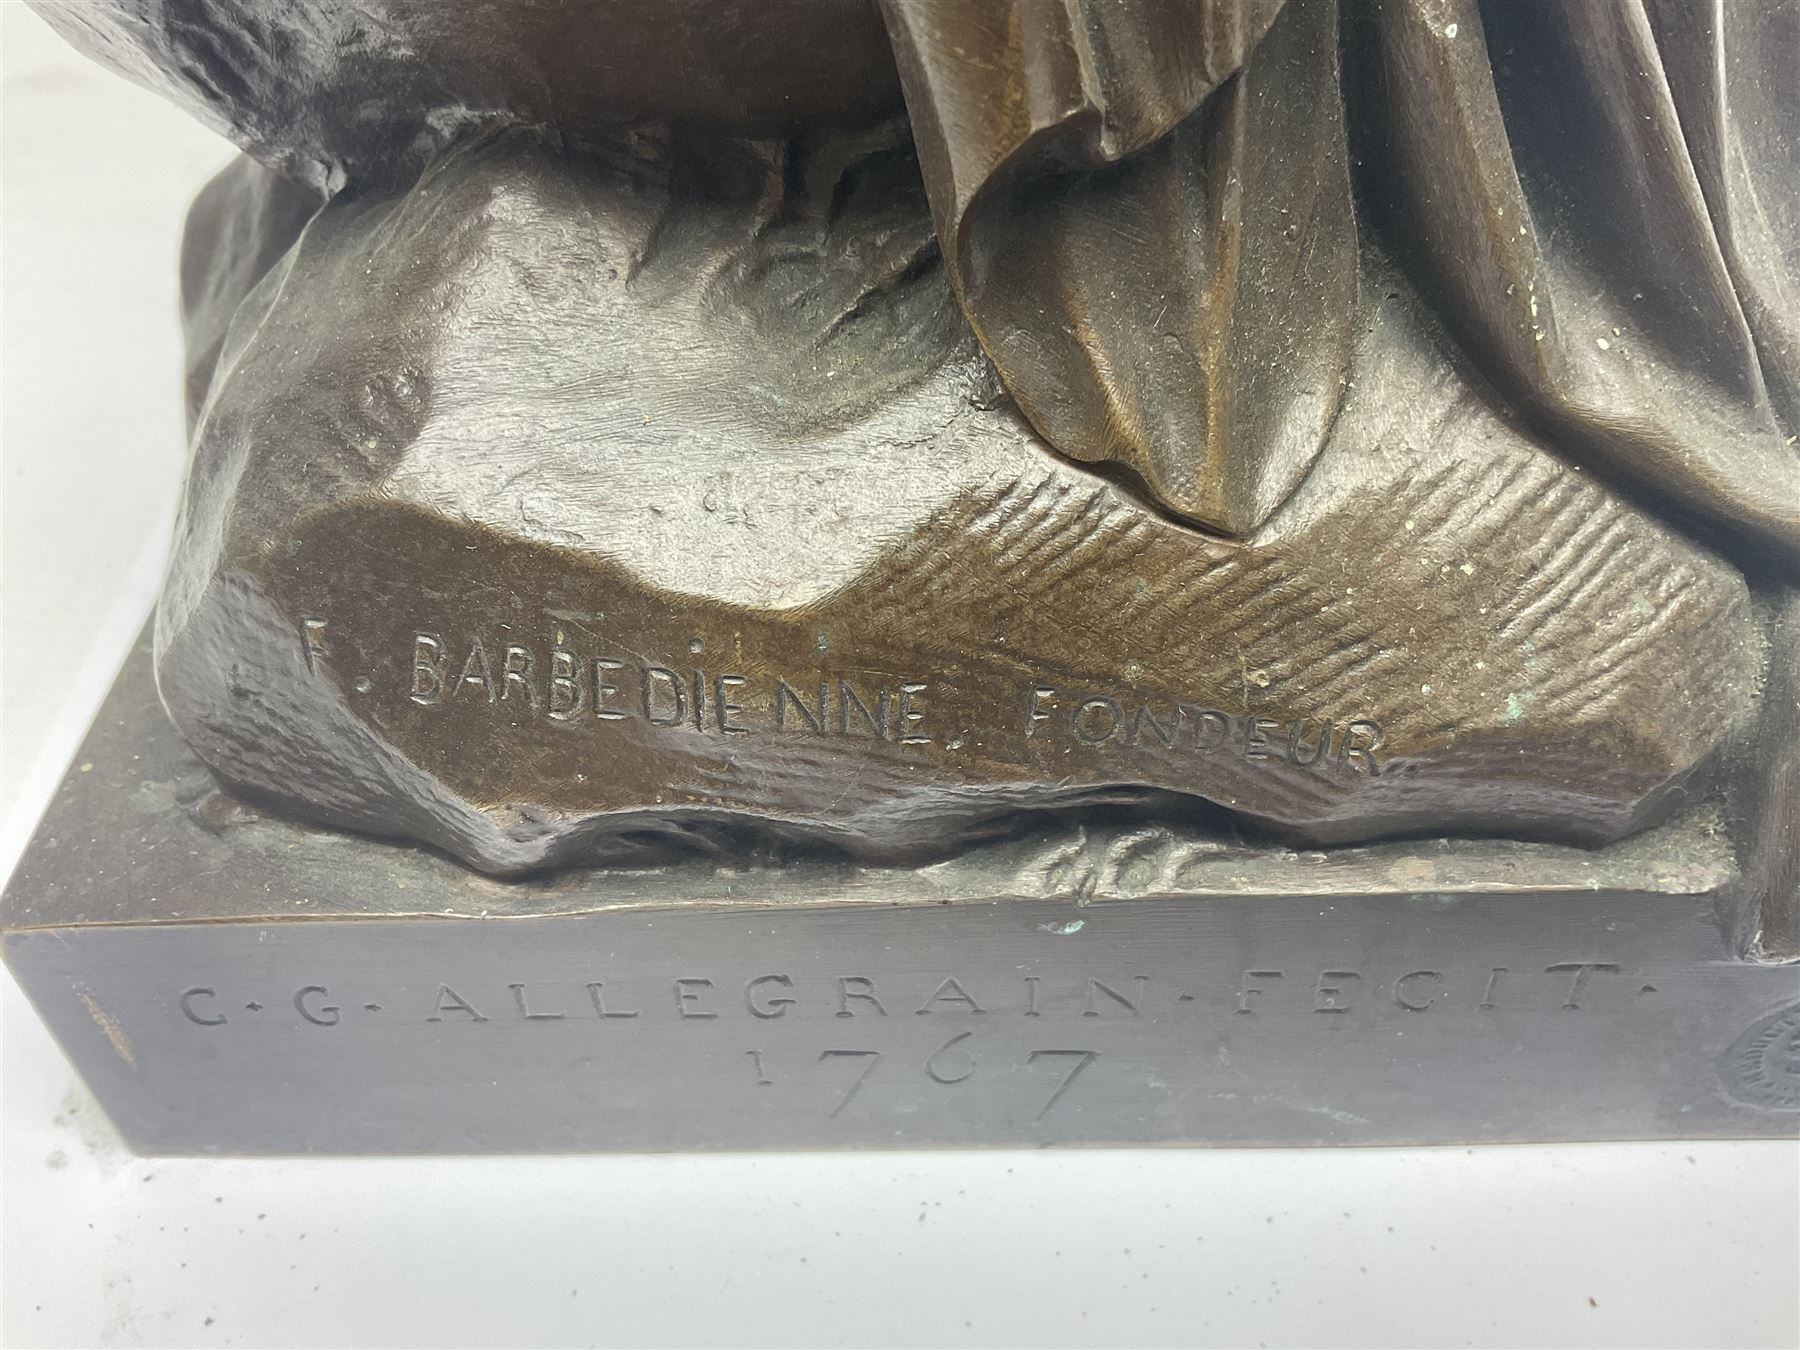 F. BARBEDIENNE. FONDEUR.
C·G·ALLEGRAIN·FECIT·
1767